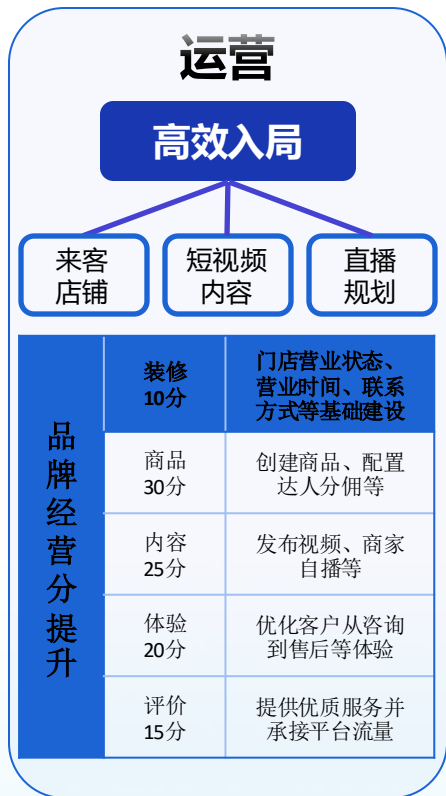 运营
高效入局
来客
店铺
短视频
内容
直播
规划
品牌经营分提升
装修
10分
门店营业状态、
营业时间、联系
方式等基础建设
商品
30分
创建商品、配置
达人分佣等
内容
25分
发布视频、商家
自播等
体验
20分
优化客户从咨询
到售后等体验
评价
15分
提供优质服务并
承接平台流量